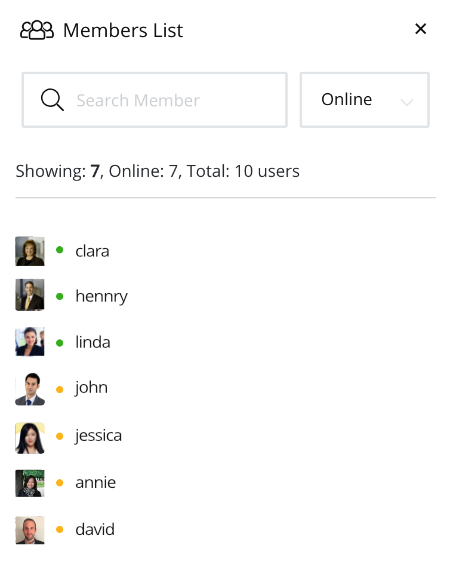 Members List
Search Member
Online
Showing: 7, Online: 7, Total: 10 users
clara
hennry
linda
john
jessica
annie
david